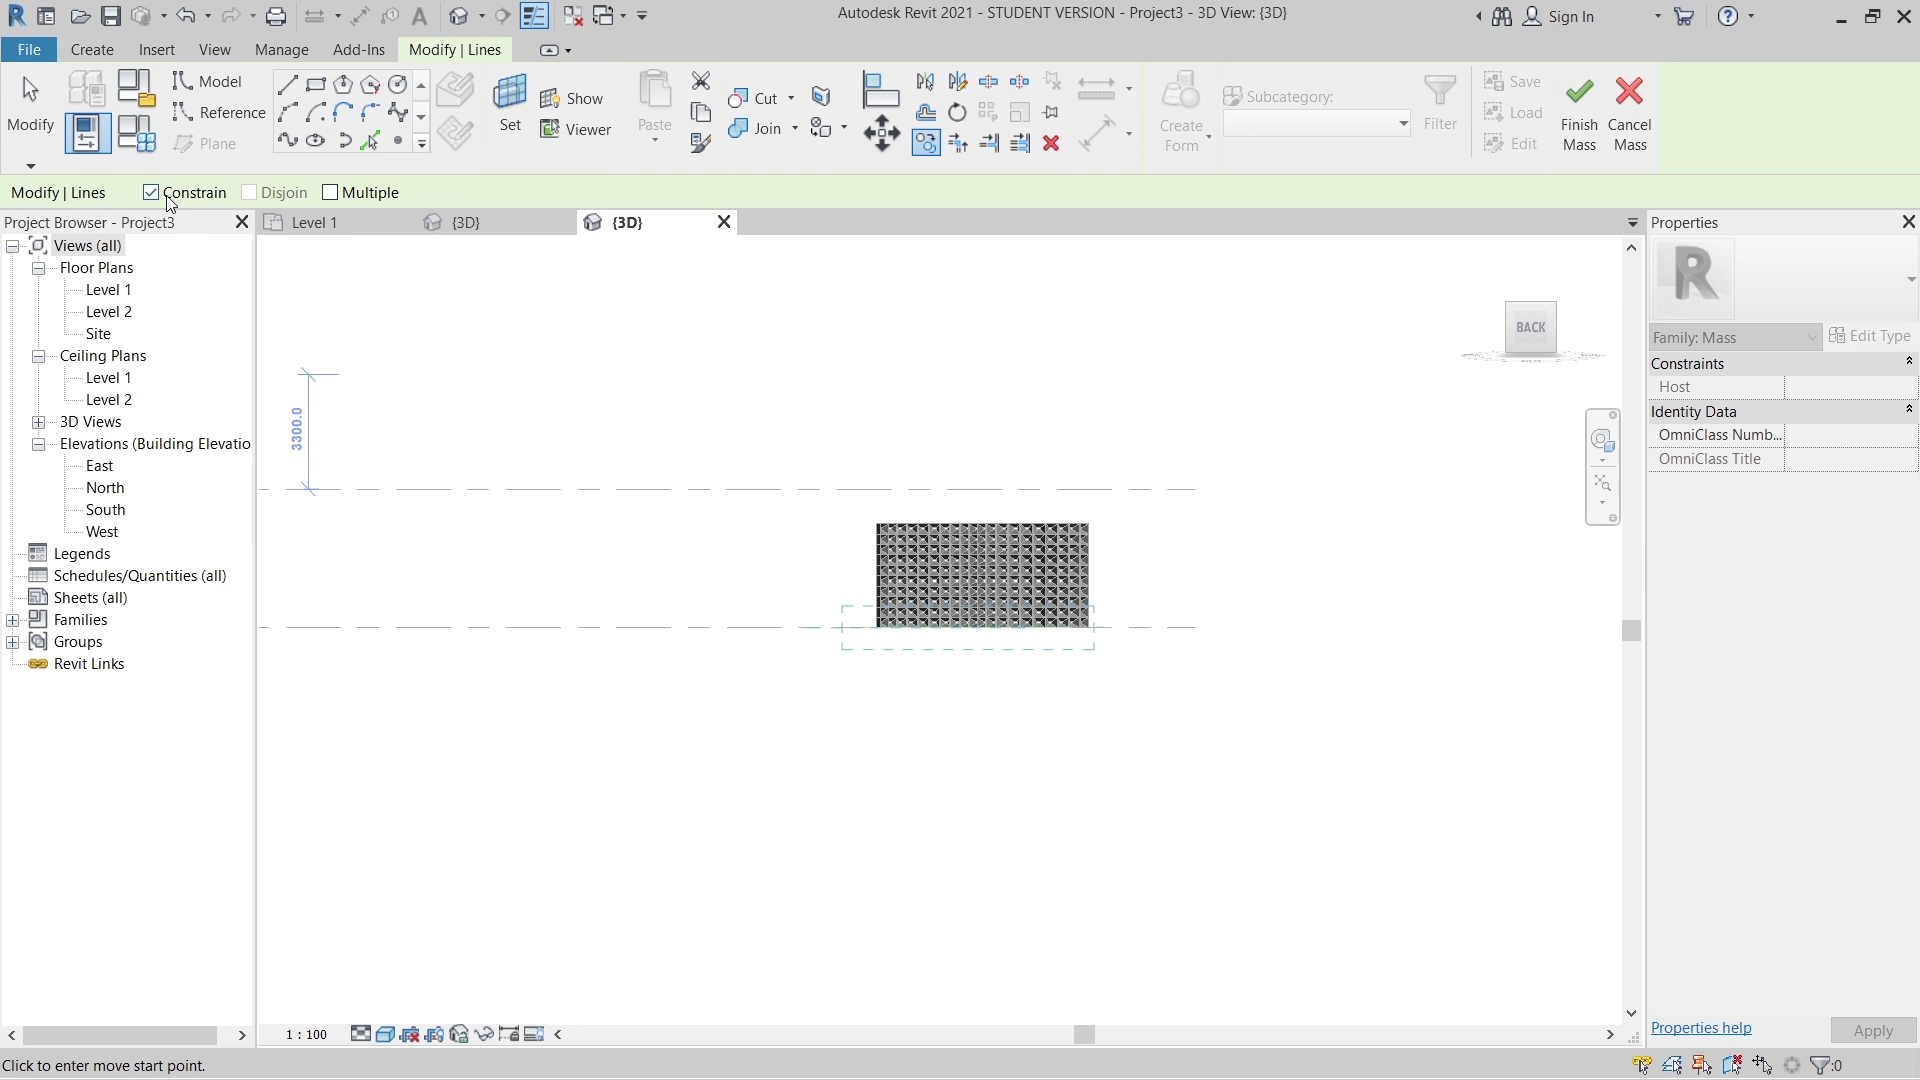 Autodesk Revit 2021 - STUDENT VERSION - Project3 - 3D View: {3D}
Sign In
File Create Insert View Manage Add-Ins Modify | Lines
Modify
Model
Reference
Plane
Set
Show
Viewer
Paste
Cut
Join
Create Form
Subcategory:
Filter
Save
Load
Edit
Finish Mass
Cancel Mass
Modify | Lines Constrain Disjoin Multiple
Project Browser - Project3
Level 1 {3D} {3D}
Properties
Views (all)
Floor Plans
Level 1
Level 2
Site
Ceiling Plans
Level 1
Level 2
3D Views
Elevations (Building Elevatio
East
North
South
West
Legends
Schedules/Quantities (all)
Sheets (all)
Families
Groups
Revit Links
3300.0
BACK
R
Family: Mass
Edit Type
Constraints
Host
Identity Data
OmniClass Numb...
OmniClass Title
Properties help
Apply
1 : 100
Click to enter move start point.
:0